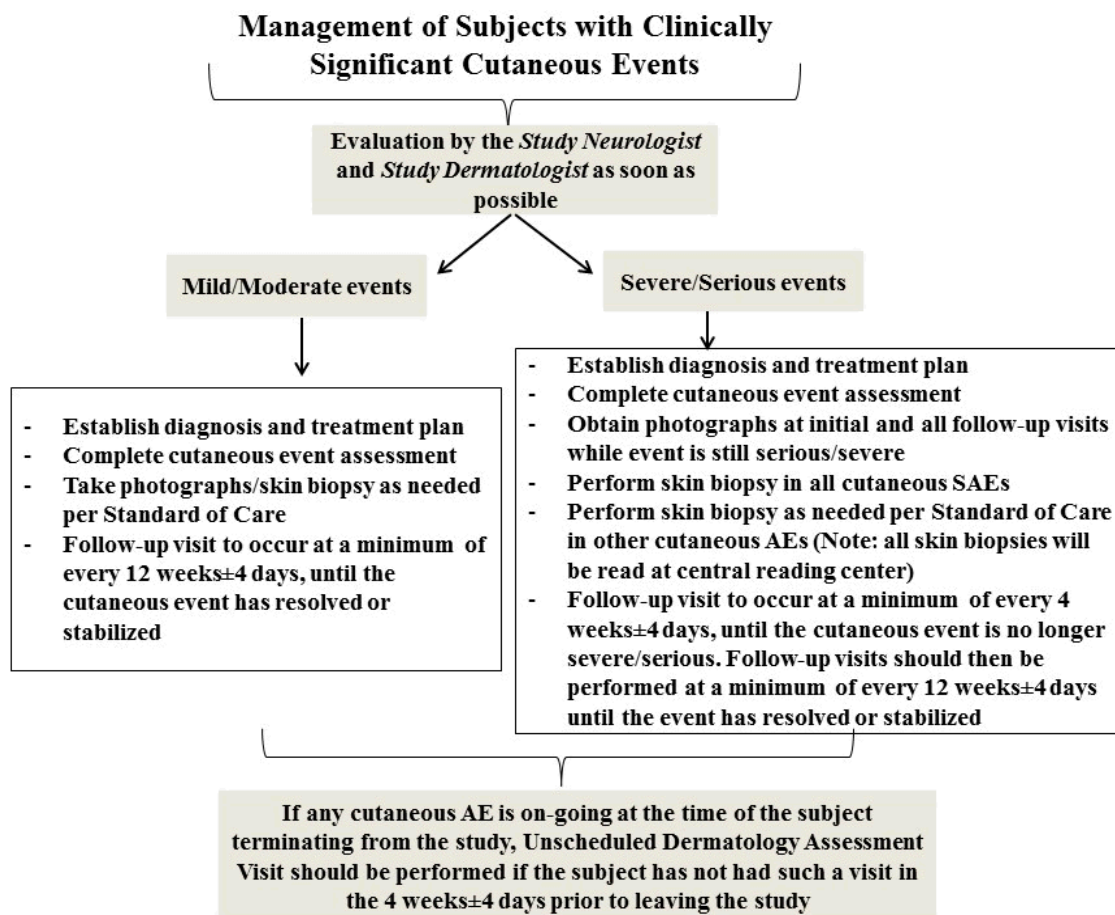 Management of Subjects with Clinically
Significant Cutaneous Events
Evaluation by the Study Neurologist
and Study Dermatologist as soon as
possible
Mild/Moderate events
Severe/Serious events
- Establish diagnosis and treatment plan
- Complete cutaneous event assessment
- Take photographs/skin biopsy as needed
per Standard of Care
- Follow-up visit to occur at a minimum of
every 12 weeks±4 days, until the
cutaneous event has resolved or
stabilized
- Establish diagnosis and treatment plan
- Complete cutaneous event assessment
- Obtain photographs at initial and all follow-up visits
while event is still serious/severe
- Perform skin biopsy in all cutaneous SAEs
- Perform skin biopsy as needed per Standard of Care
in other cutaneous AEs (Note: all skin biopsies will
be read at central reading center)
- Follow-up visit to occur at a minimum of every 4
weeks±4 days, until the cutaneous event is no longer
severe/serious. Follow-up visits should then be
performed at a minimum of every 12 weeks±4 days
until the event has resolved or stabilized
If any cutaneous AE is on-going at the time of the subject
terminating from the study, Unscheduled Dermatology Assessment
Visit should be performed if the subject has not had such a visit in
the 4 weeks±4 days prior to leaving the study